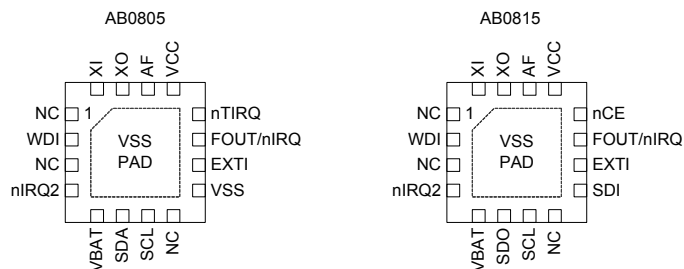 AB0805
XI XO AF VCC
NC 1 nTIRQ
WDI VSS FOUT/nIRQ
NC PAD EXTI
nIRQ2 VSS
VBAT SDA SCL NC
AB0815
XI XO AF VCC
NC 1 nCE
WDI VSS FOUT/nIRQ
NC PAD EXTI
nIRQ2 SDI
VBAT SDO SCL NC